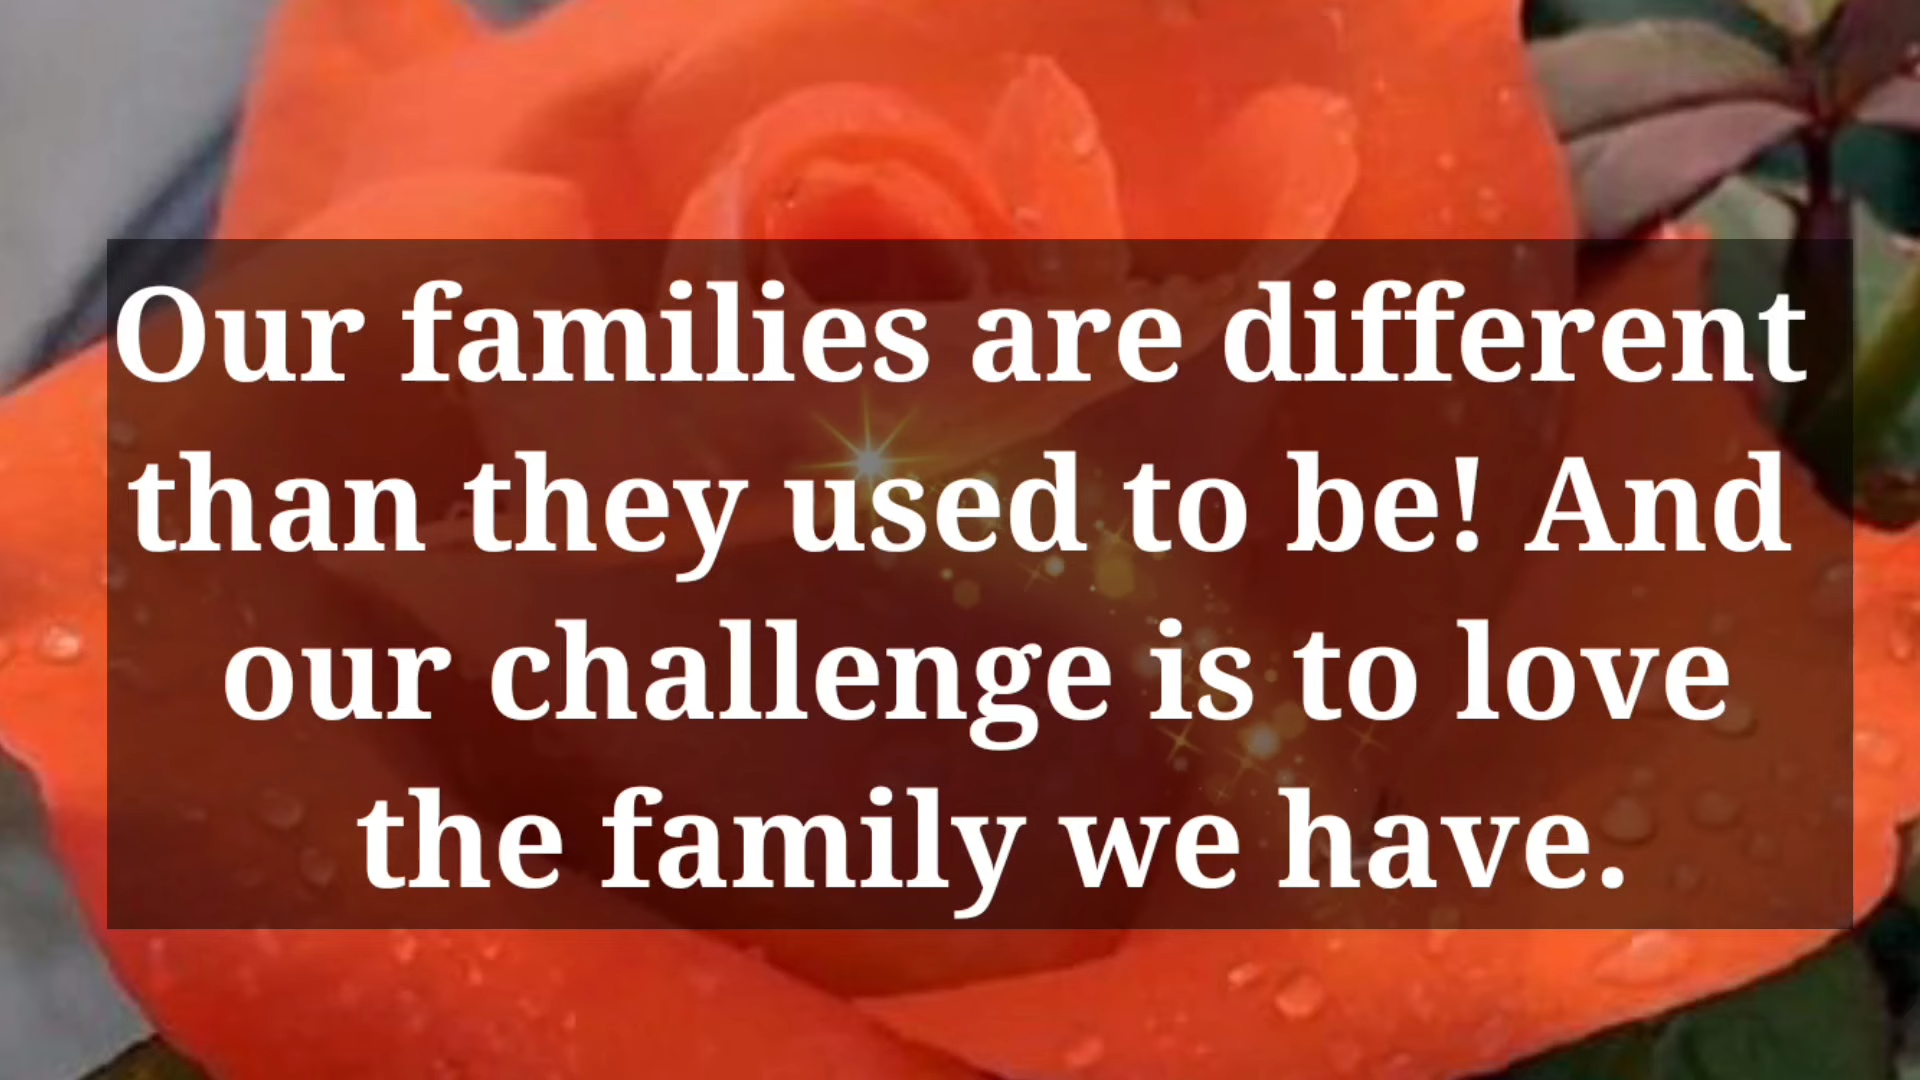 Our families are different
than they used to be! And
our challenge is to love
the family we have.